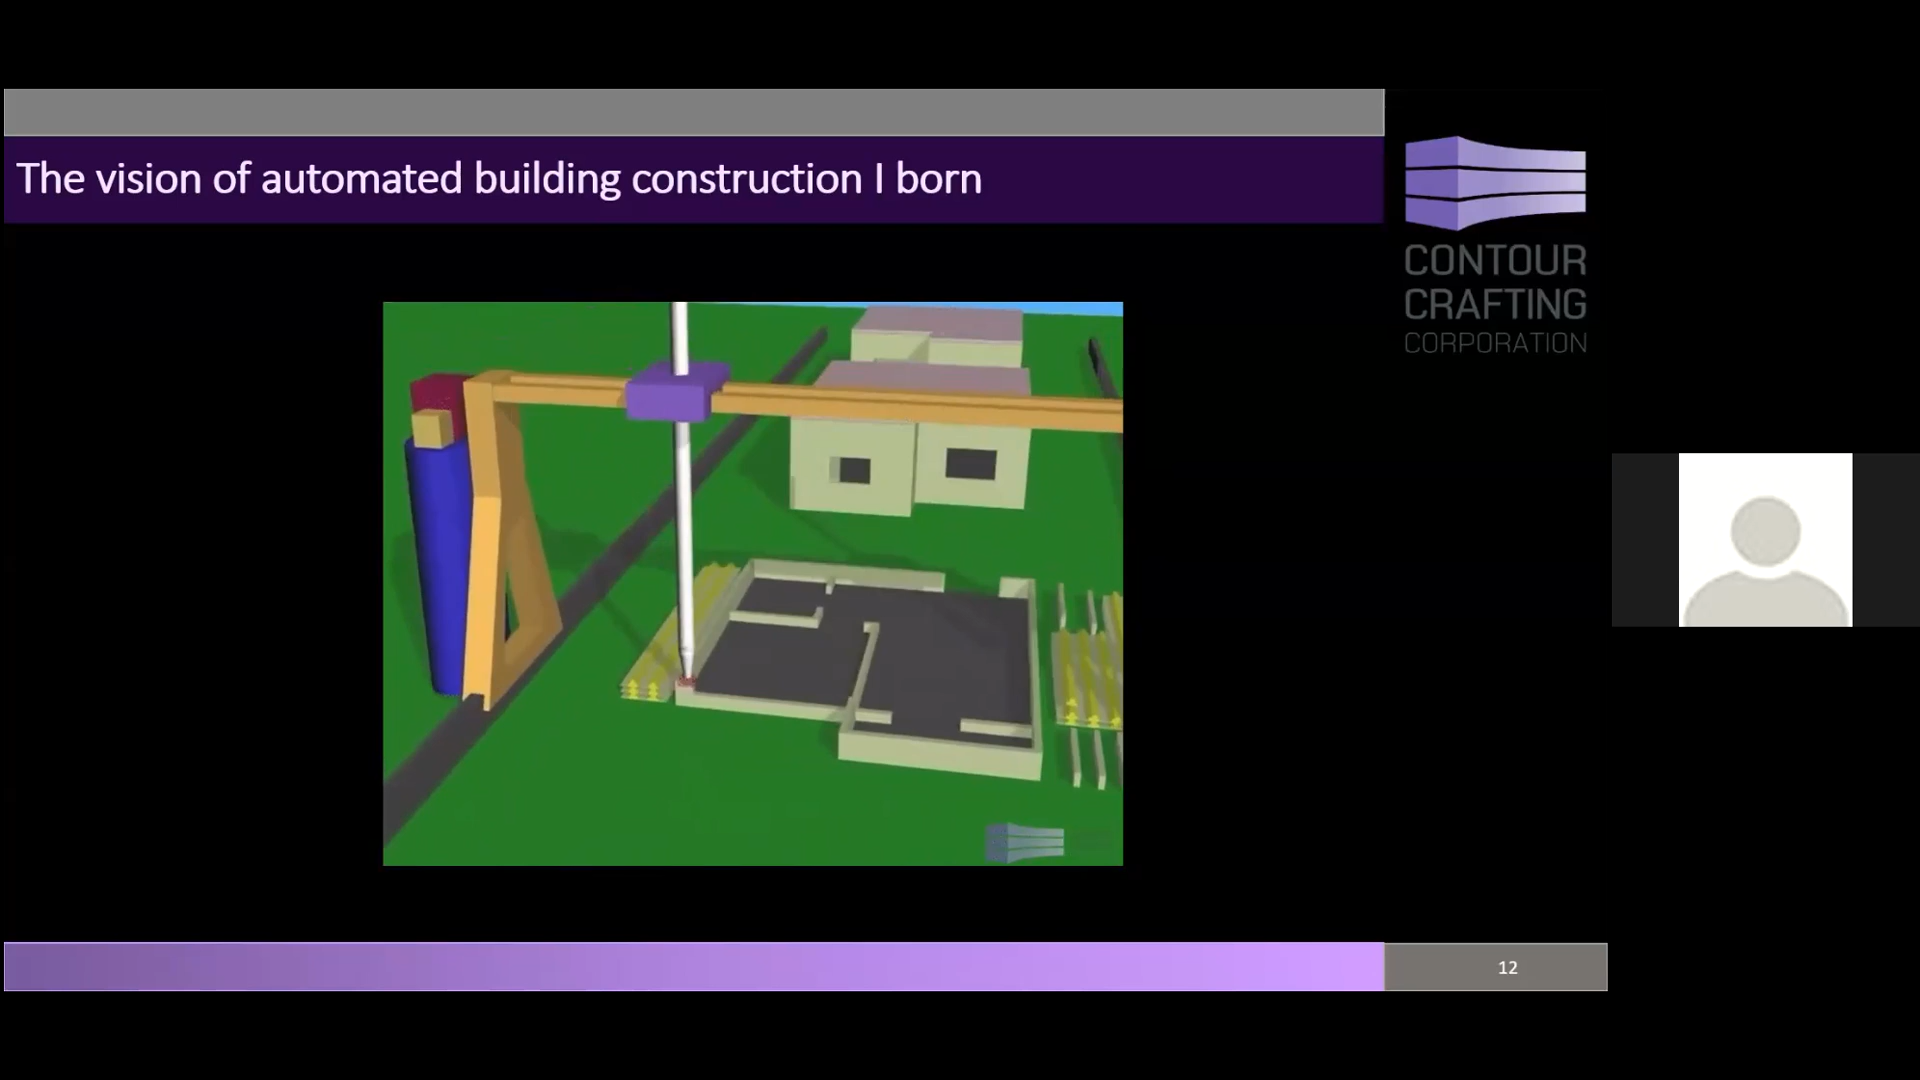 The vision of automated building construction I born
CONTOUR
CRAFTING
CORPORATION
12